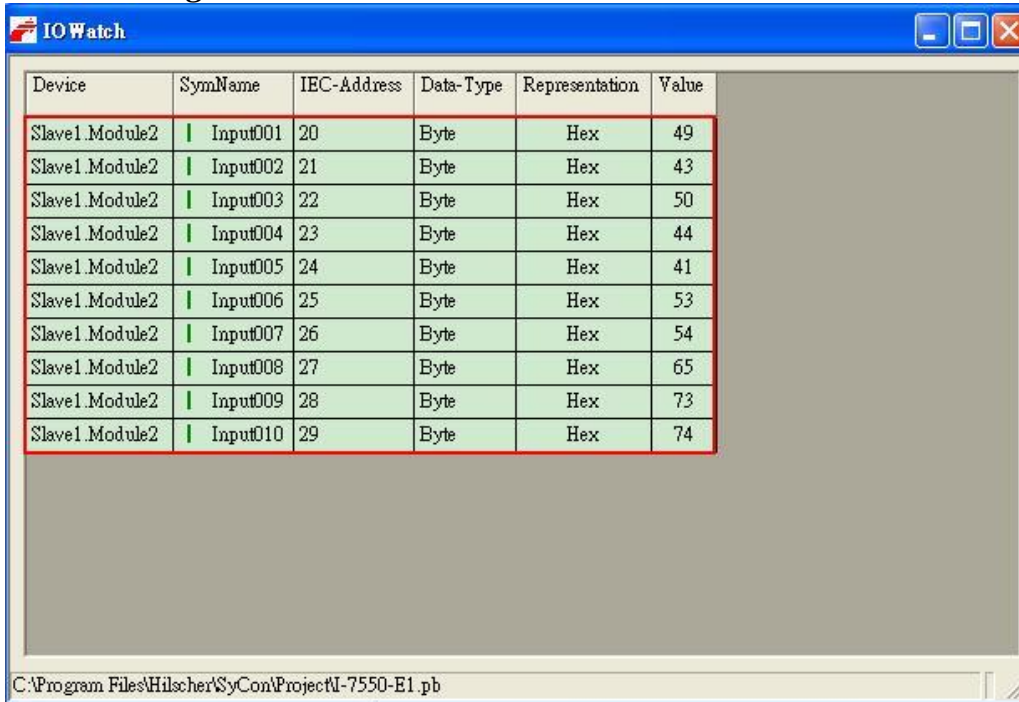 IO Watch
Device SymName IEC-Address Data-Type Representation Value
Slave1.Module2 Input001 20 Byte Hex 49
Slave1.Module2 Input002 21 Byte Hex 43
Slave1.Module2 Input003 22 Byte Hex 50
Slave1.Module2 Input004 23 Byte Hex 44
Slave1.Module2 Input005 24 Byte Hex 41
Slave1.Module2 Input006 25 Byte Hex 53
Slave1.Module2 Input007 26 Byte Hex 54
Slave1.Module2 Input008 27 Byte Hex 65
Slave1.Module2 Input009 28 Byte Hex 73
Slave1.Module2 Input010 29 Byte Hex 74
C:\Program Files\Hilscher\SyCon\Project\I-7550-E1.pb